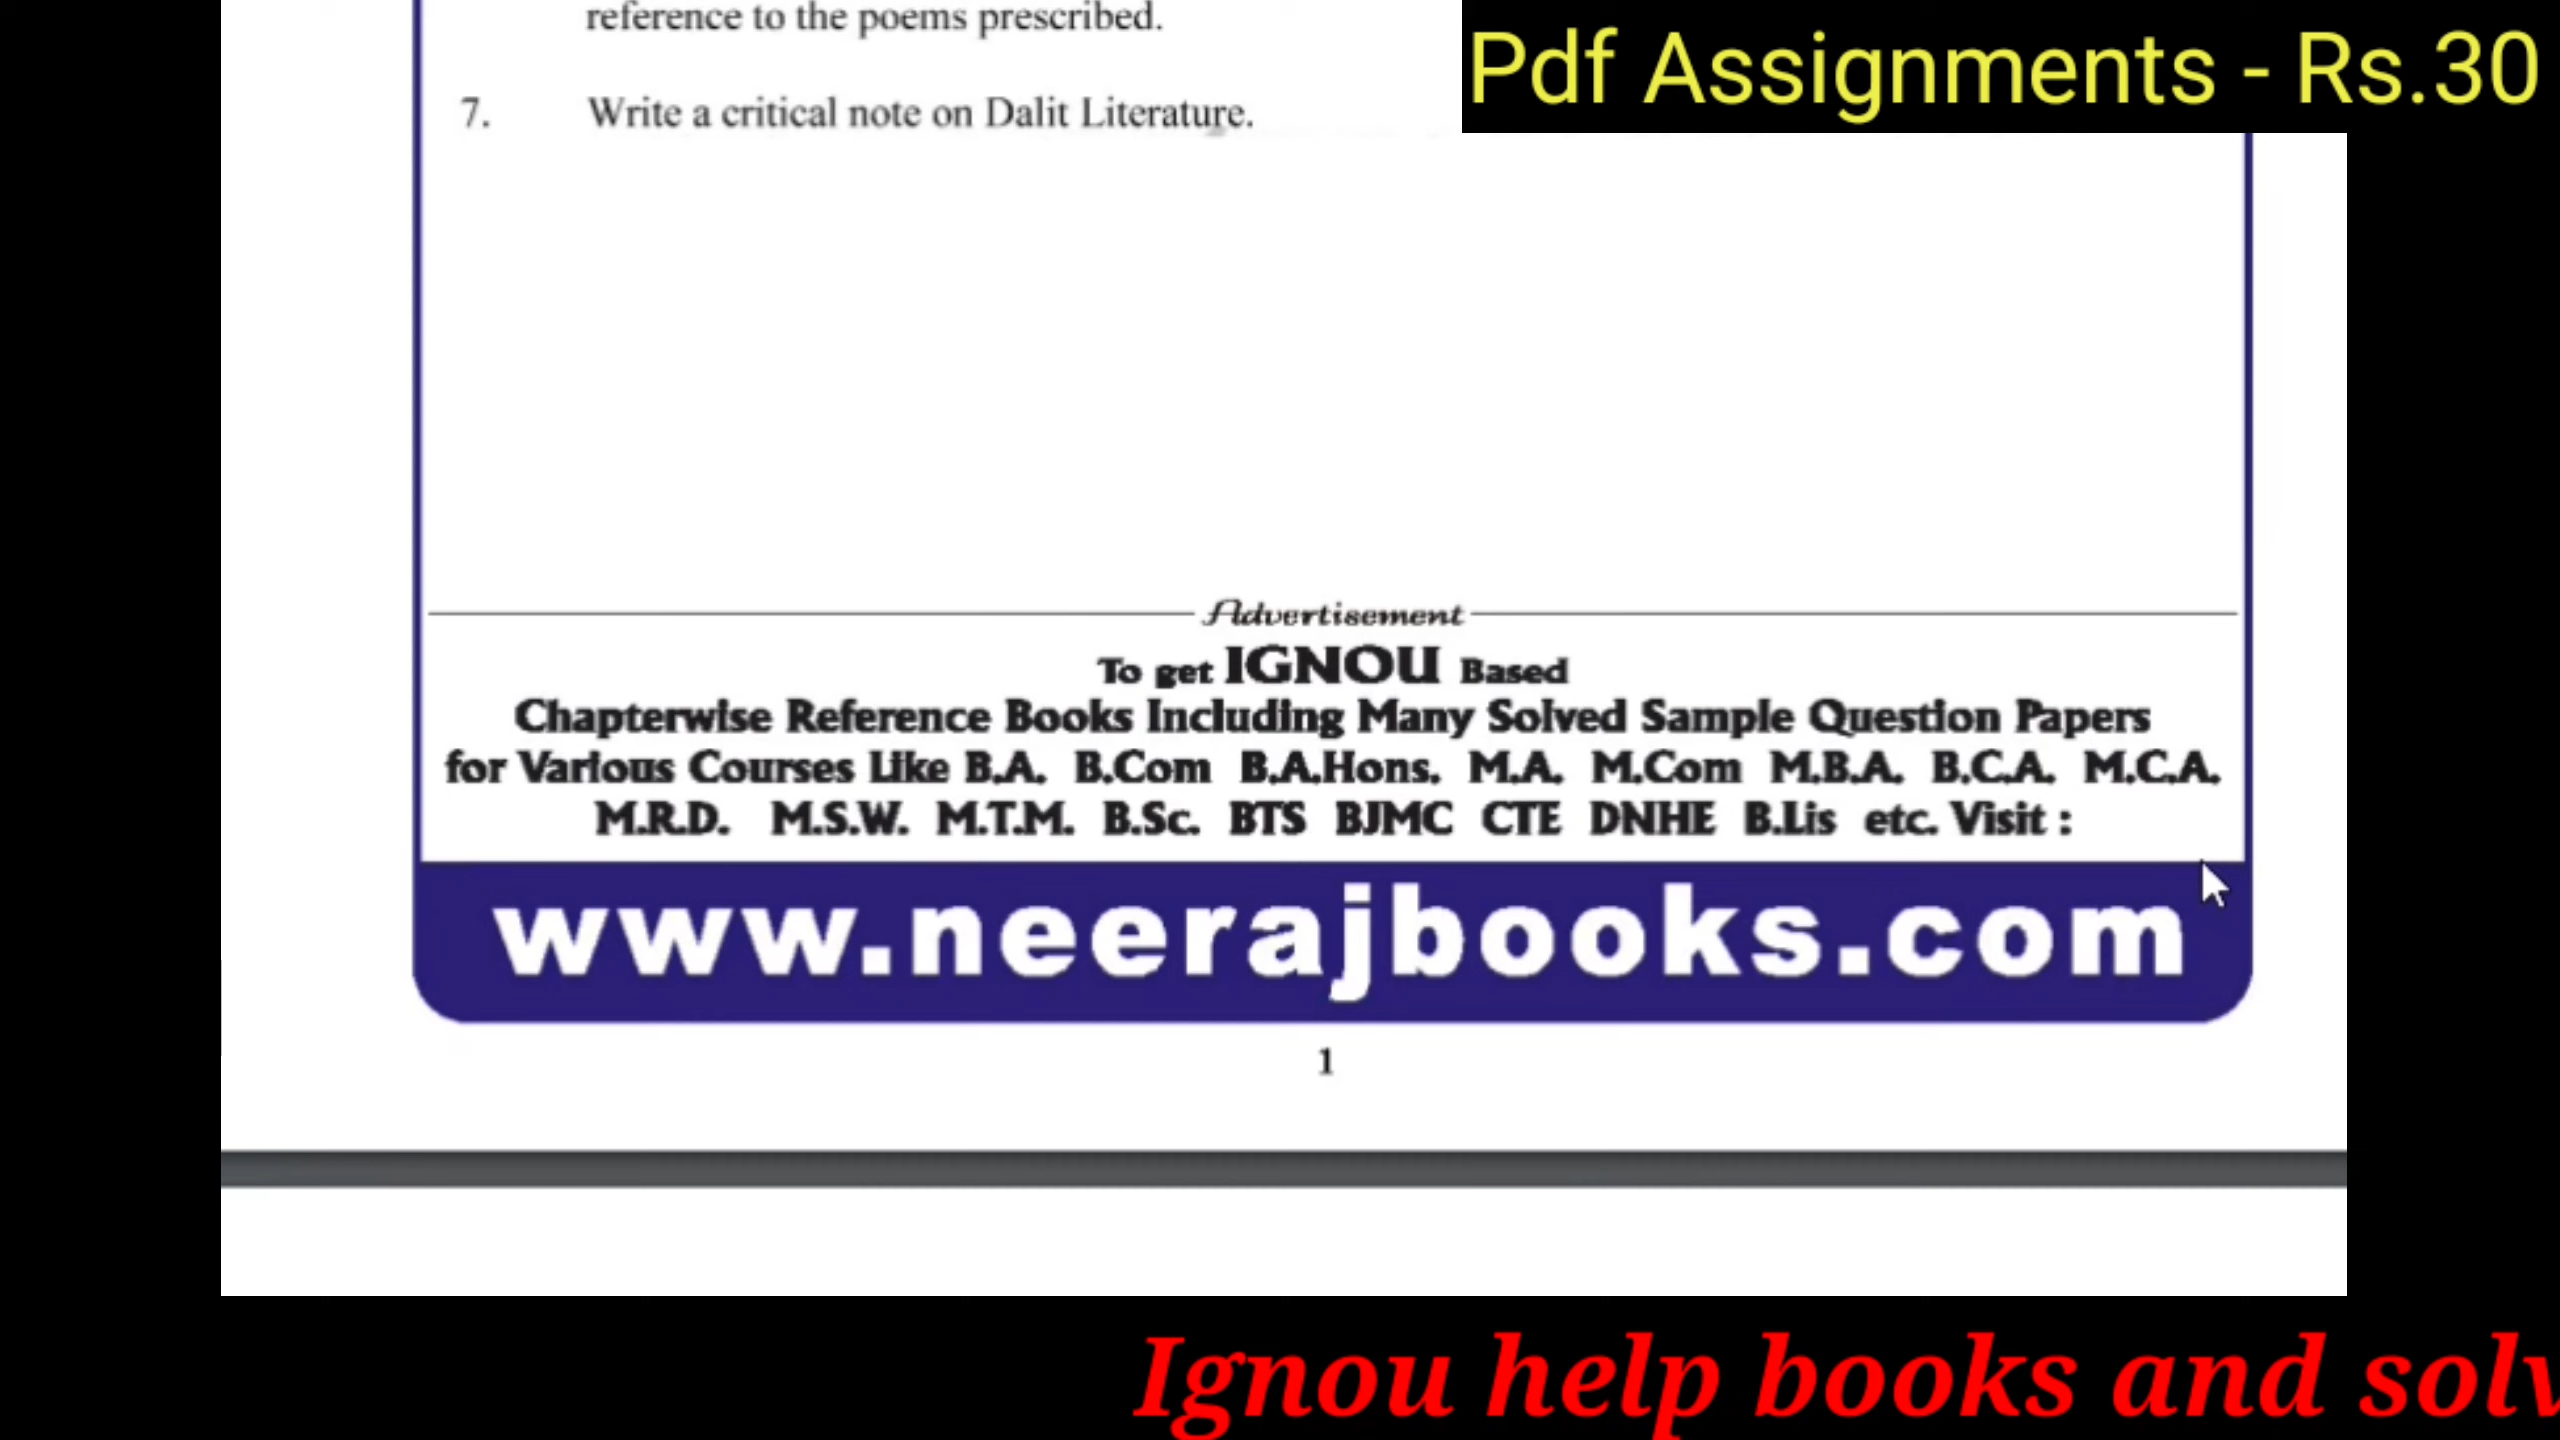 reference to the poems prescribed.
Pdf Assignments - Rs.30
7. Write a critical note on Dalit Literature.
Advertisement
To get IGNOU Based
Chapterwise Reference Books Including Many Solved Sample Question Papers
for Various Courses Like B.A. B.Com B.A.Hons. M.A. M.Com M.B.A. B.C.A. M.C.A.
M.R.D. M.S.W. M.T.M. B.Sc. BTS BJMC CTE DNHE B.Lis etc. Visit :
www.neerajbooks.com
1
Ignou help books and solv